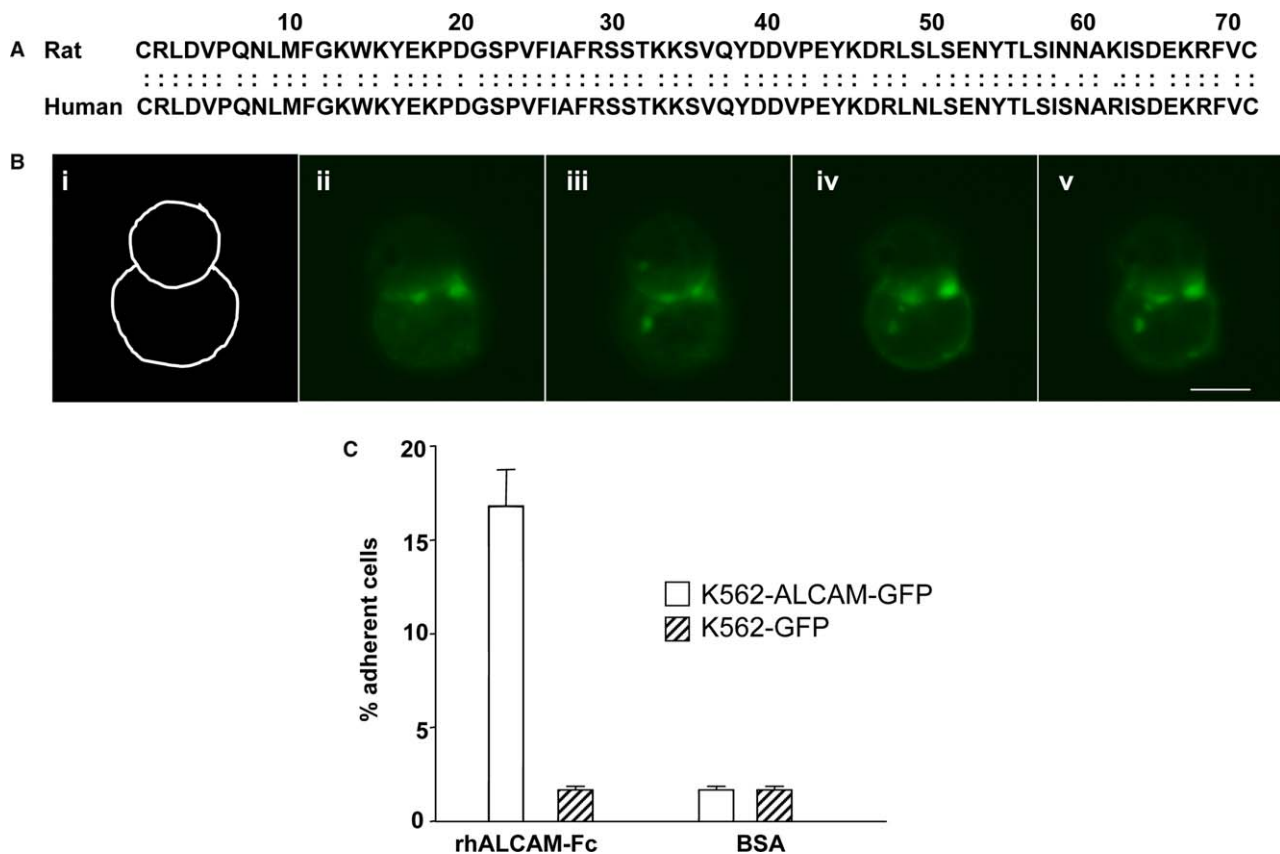 10 20 30 40 50 60 70
A Rat CRLDVPQNLMFGKWKYEKPDGSPVFIAFRSSTKKSVQYDDVPEYKDRLSLSENYTLSINNAKISDEKRFVC
Human CRLDVPQNLMFGKWKYEKPDGSPVFIAFRSSTKKSVQYDDVPEYKDRLNLSENYTLSISNARISDEKRFVC
B
i ii iii iv v
C
20
15
10
5
0
% adherent cells
K562-ALCAM-GFP
K562-GFP
rhALCAM-Fc BSA